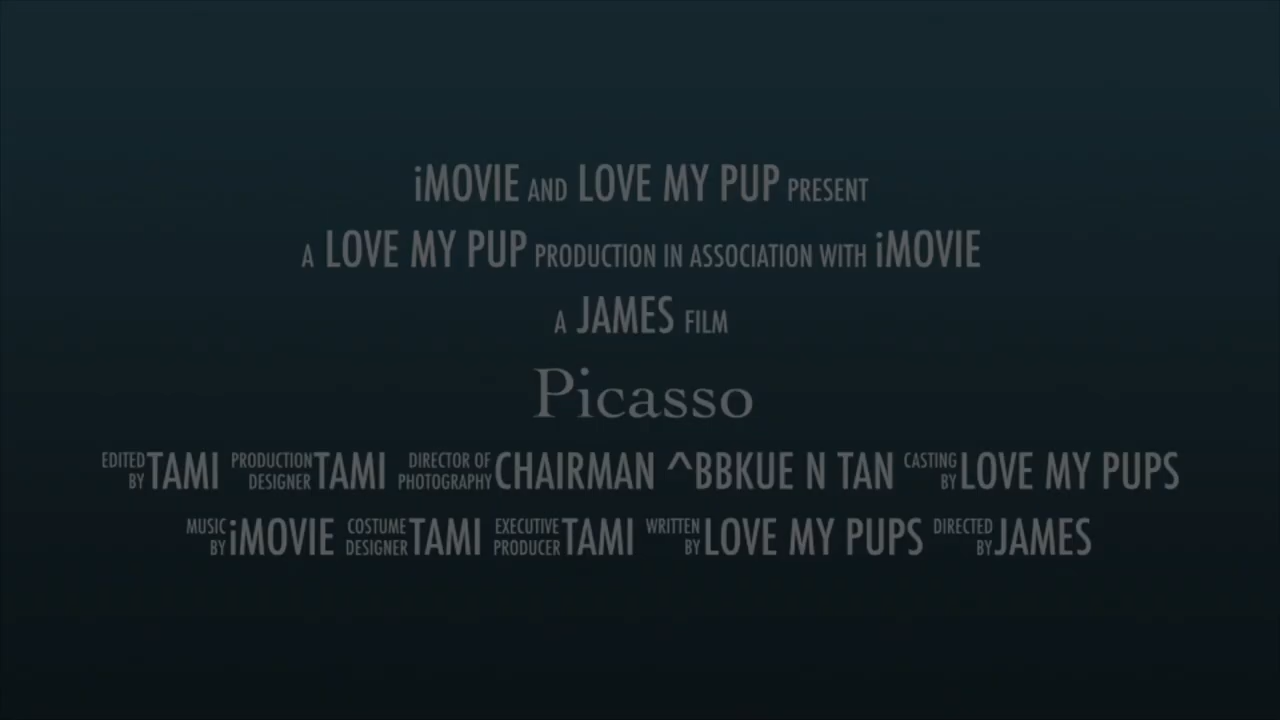 iMOVIE AND LOVE MY PUP PRESENT
A LOVE MY PUP PRODUCTION IN ASSOCIATION WITH iMOVIE
A JAMES FILM
Picasso
EDITED BY TAMI PRODUCTION DESIGNER TAMI DIRECTOR OF PHOTOGRAPHY CHAIRMAN ^BBKUE N TAN CASTING BY LOVE MY PUPS
MUSIC BY iMOVIE COSTUME DESIGNER TAMI EXECUTIVE PRODUCER TAMI WRITTEN BY LOVE MY PUPS DIRECTED BY JAMES